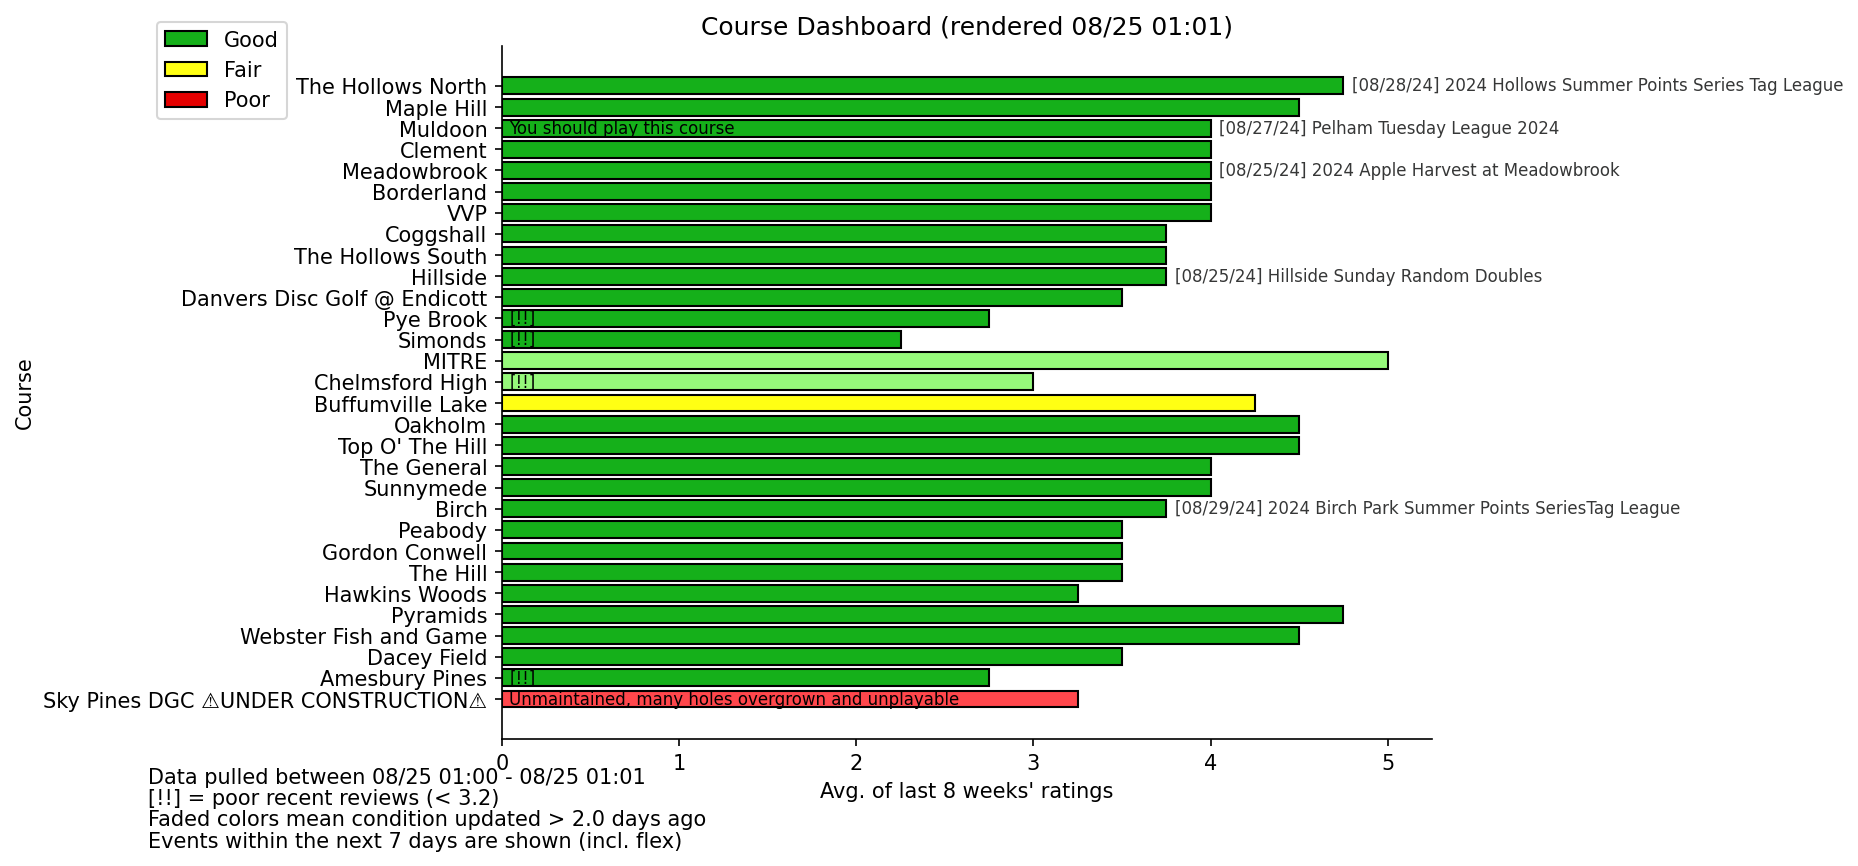 Course Dashboard (rendered 08/25 01:01)
Good
Fair
Poor
The Hollows North [08/28/24] 2024 Hollows Summer Points Series Tag League
Maple Hill
Muldoon You should play this course [08/27/24] Pelham Tuesday League 2024
Clement
Meadowbrook [08/25/24] 2024 Apple Harvest at Meadowbrook
Borderland
VVP
Coggshall
The Hollows South
Hillside [08/25/24] Hillside Sunday Random Doubles
Danvers Disc Golf @ Endicott
Pye Brook [!!]
Simonds [!!]
MITRE
Chelmsford High [!!]
Buffumville Lake
Oakholm
Top O' The Hill
The General
Sunnymede
Birch [08/29/24] 2024 Birch Park Summer Points SeriesTag League
Peabody
Gordon Conwell
The Hill
Hawkins Woods
Pyramids
Webster Fish and Game
Dacey Field
Amesbury Pines [!!]
Sky Pines DGC ⚠UNDER CONSTRUCTION⚠ Unmaintained, many holes overgrown and unplayable
Course
0 1 2 3 4 5
Avg. of last 8 weeks' ratings
Data pulled between 08/25 01:00 - 08/25 01:01
[!!] = poor recent reviews (< 3.2)
Faded colors mean condition updated > 2.0 days ago
Events within the next 7 days are shown (incl. flex)